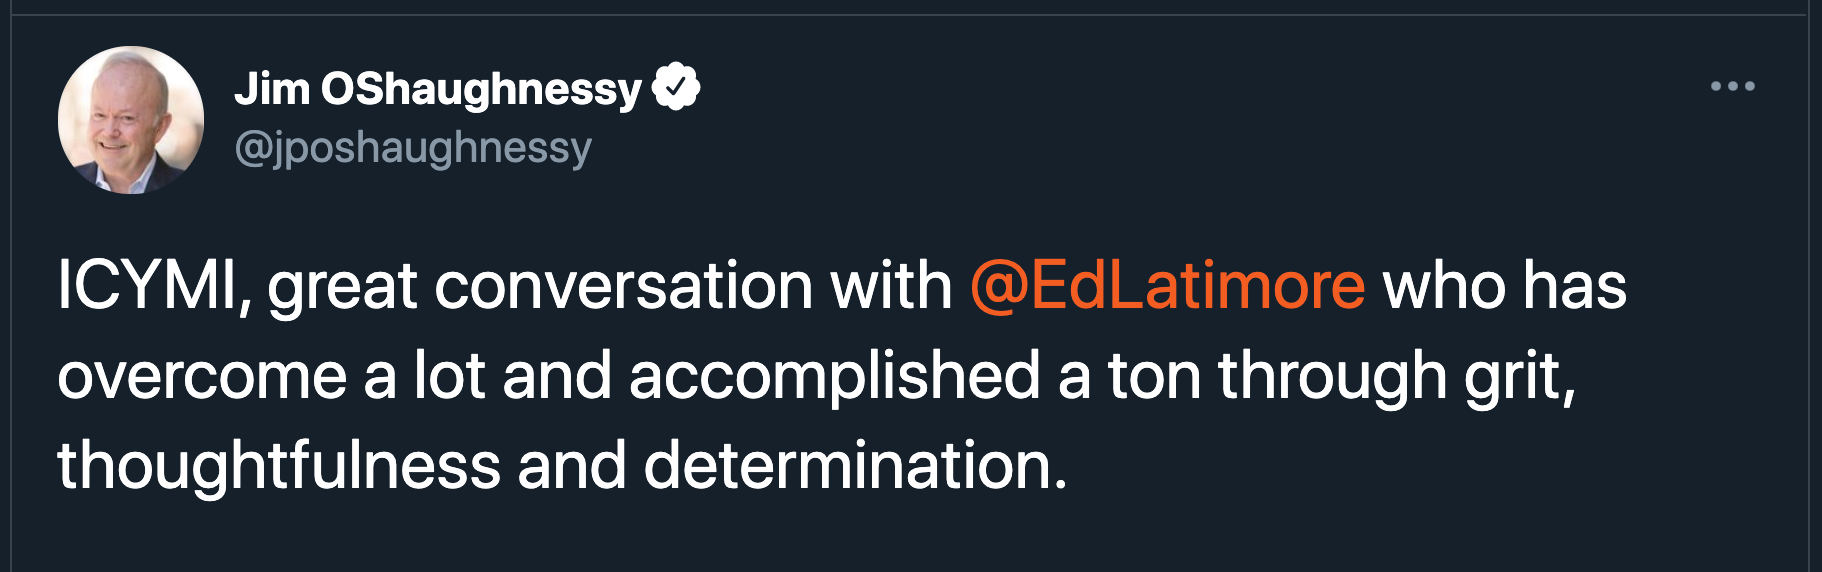 Jim OShaughnessy
@jposhaughnessy
ICYMI, great conversation with @EdLatimore who has
overcome a lot and accomplished a ton through grit,
thoughtfulness and determination.